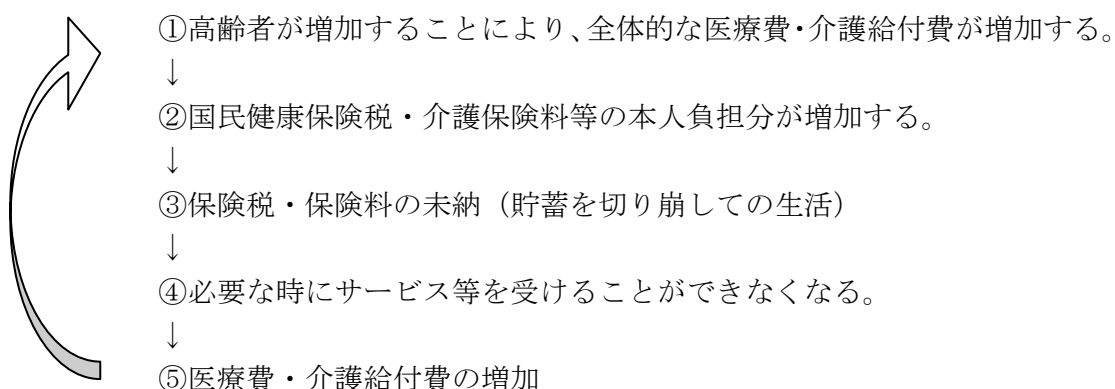 ①高齢者が増加することにより、全体的な医療費・介護給付費が増加する。
↓
②国民健康保険税・介護保険料等の本人負担分が増加する。
↓
③保険税・保険料の未納（貯蓄を切り崩しての生活）
↓
④必要な時にサービス等を受けることができなくなる。
↓
⑤医療費・介護給付費の増加